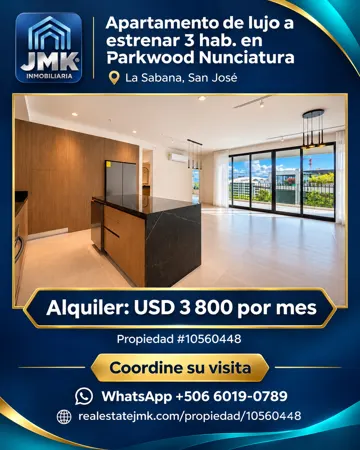 JMK
INMOBILIARIA
Apartamento de lujo a
estrenar 3 hab. en
Parkwood Nunciatura
La Sabana, San José
Alquiler: USD 3 800 por mes
Propiedad #10560448
Coordine su visita
WhatsApp +506 6019-0789
realestatejmk.com/propiedad/10560448